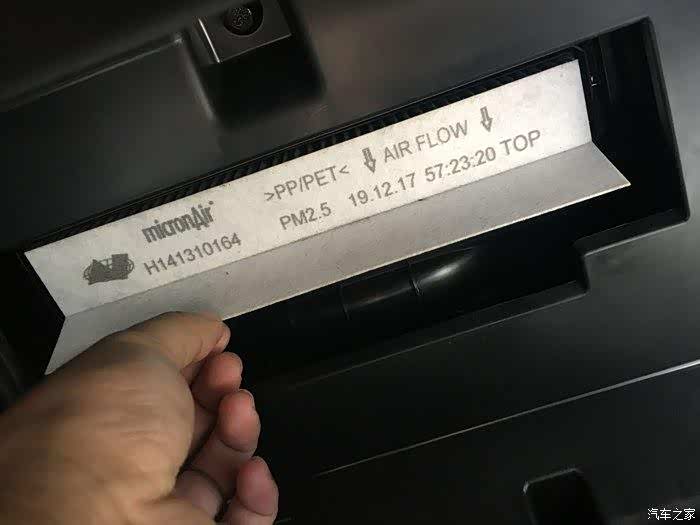 micronAir >PP/PET< AIR FLOW
H141310164 PM2.5 19.12.17 57:23:20 TOP
汽车之家